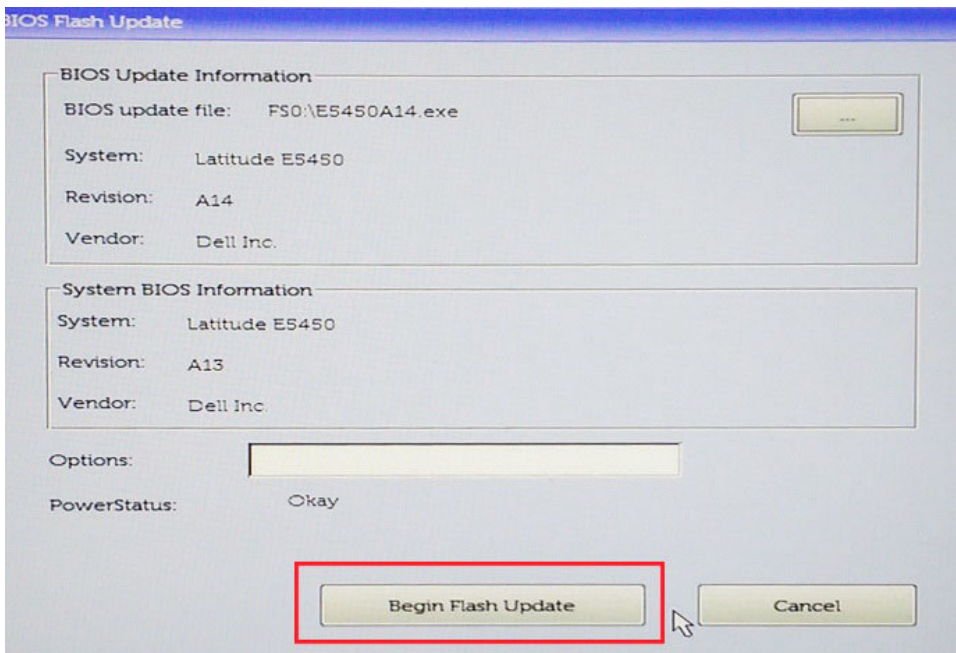 BIOS Flash Update
BIOS Update Information
BIOS update file: FS0:\E5450A14.exe
...
System: Latitude E5450
Revision: A14
Vendor: Dell Inc.
System BIOS Information
System: Latitude E5450
Revision: A13
Vendor: Dell Inc.
Options:
PowerStatus: Okay
Begin Flash Update
Cancel